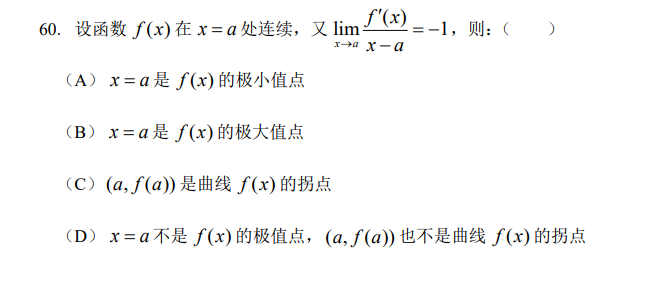 60. 设函数 f(x) 在 x = a 处连续，又 lim_{x→a} f′(x)/(x−a) = −1，则：（  ）
（A） x = a 是 f(x) 的极小值点
（B） x = a 是 f(x) 的极大值点
（C）(a, f(a)) 是曲线 f(x) 的拐点
（D） x = a 不是 f(x) 的极值点，(a, f(a)) 也不是曲线 f(x) 的拐点